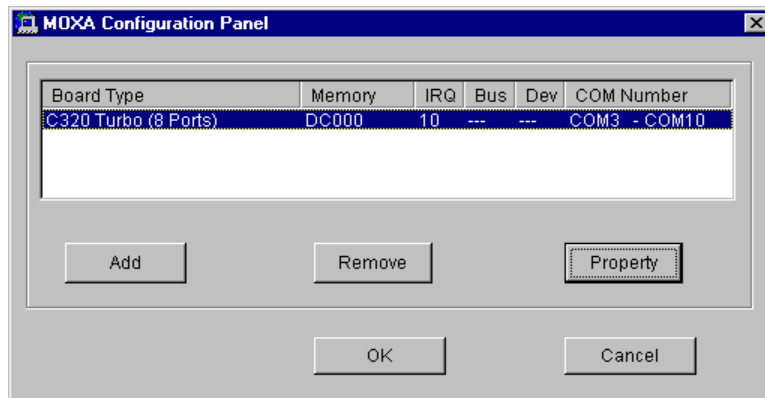 MOXA Configuration Panel
Board Type Memory IRQ Bus Dev COM Number
C320 Turbo (8 Ports) DC000 10 --- --- COM3 - COM10
Add Remove Property
OK Cancel